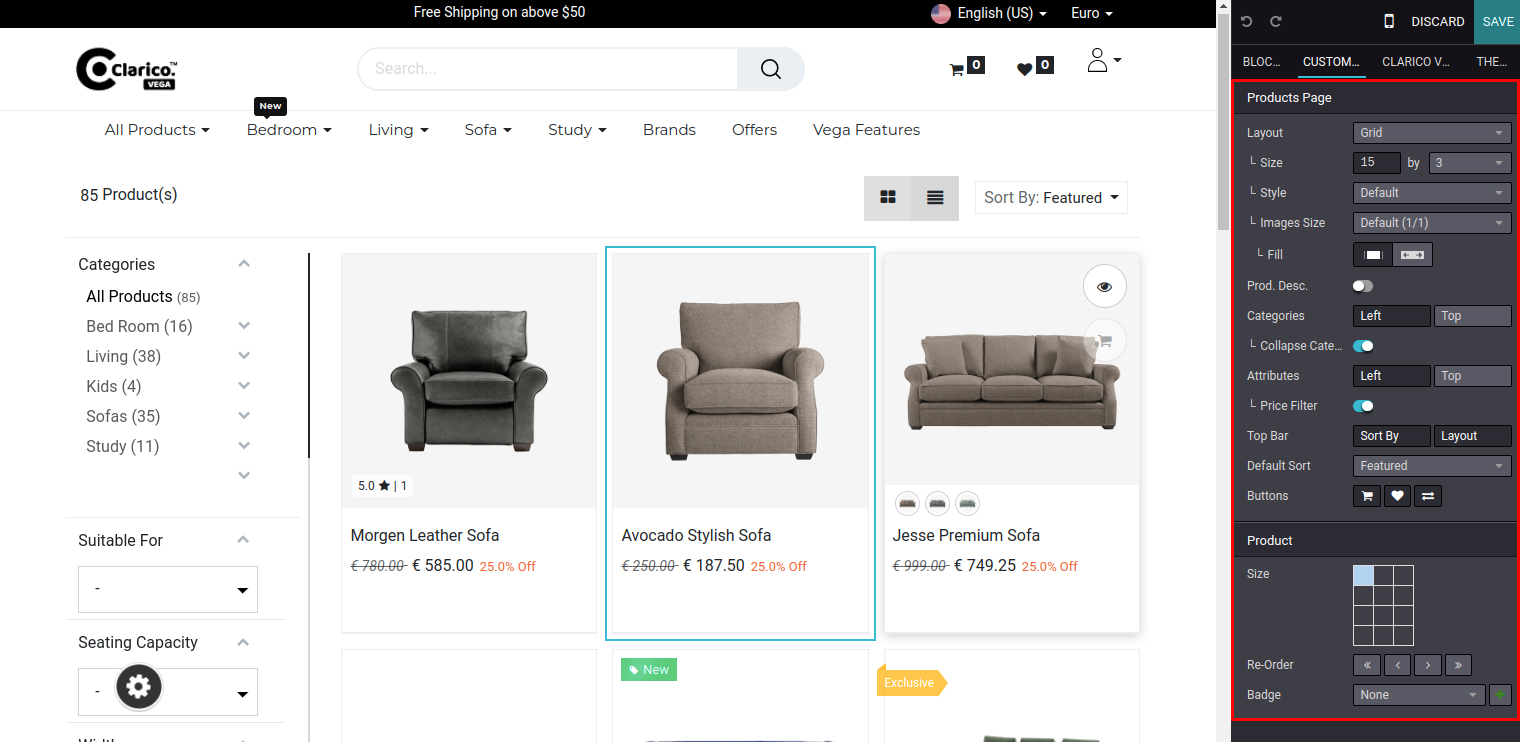 Free Shipping on above $50
English (US)
Euro
DISCARD
SAVE
Clarico.™
VEGA
Search...
0
0
BLOC...
CUSTOM...
CLARICO V...
THE...
New
All Products
Bedroom
Living
Sofa
Study
Brands
Offers
Vega Features
85 Product(s)
Sort By: Featured
Categories
All Products (85)
Bed Room (16)
Living (38)
Kids (4)
Sofas (35)
Study (11)
Suitable For
-
Seating Capacity
-
5.0 ★ | 1
Morgen Leather Sofa
€ 780.00 € 585.00 25.0% Off
Avocado Stylish Sofa
€ 250.00 € 187.50 25.0% Off
Jesse Premium Sofa
€ 999.00 € 749.25 25.0% Off
New
Exclusive
Products Page
Layout Grid
└ Size 15 by 3
└ Style Default
└ Images Size Default (1/1)
└ Fill
Prod. Desc.
Categories Left Top
└ Collapse Cate...
Attributes Left Top
└ Price Filter
Top Bar Sort By Layout
Default Sort Featured
Buttons
Product
Size
Re-Order « ‹ › »
Badge None +